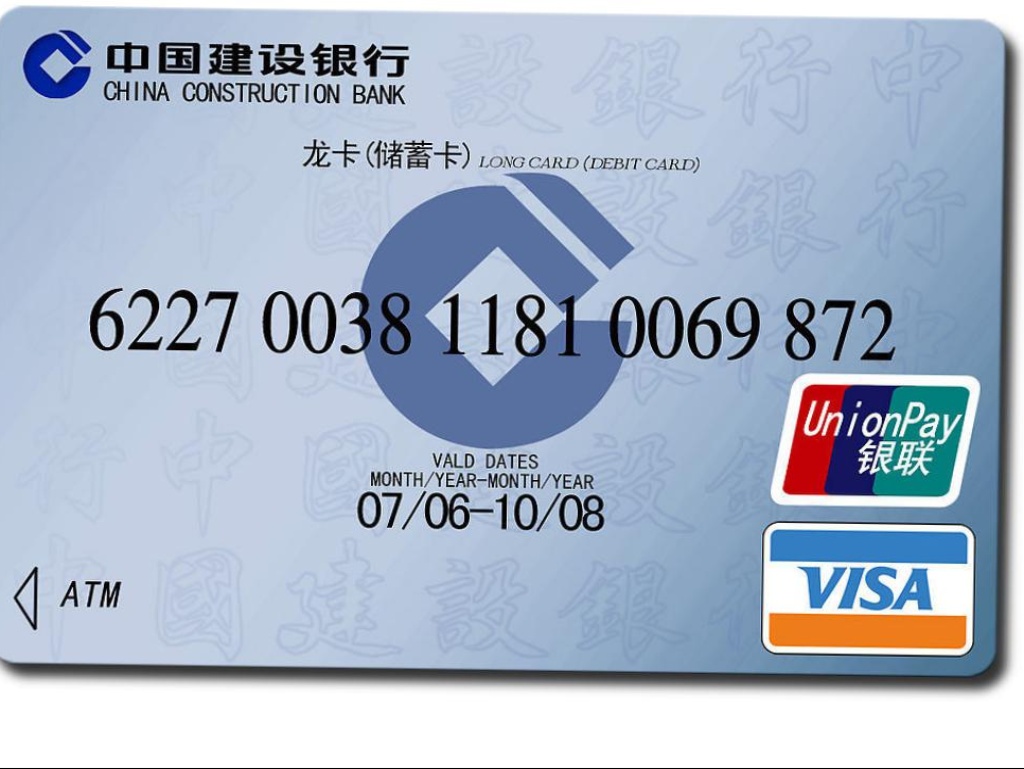 中国建设银行
CHINA CONSTRUCTION BANK
龙卡(储蓄卡) LONG CARD (DEBIT CARD)
6227 0038 1181 0069 872
UnionPay
银联
VALD DATES
MONTH/YEAR-MONTH/YEAR
07/06-10/08
ATM
VISA